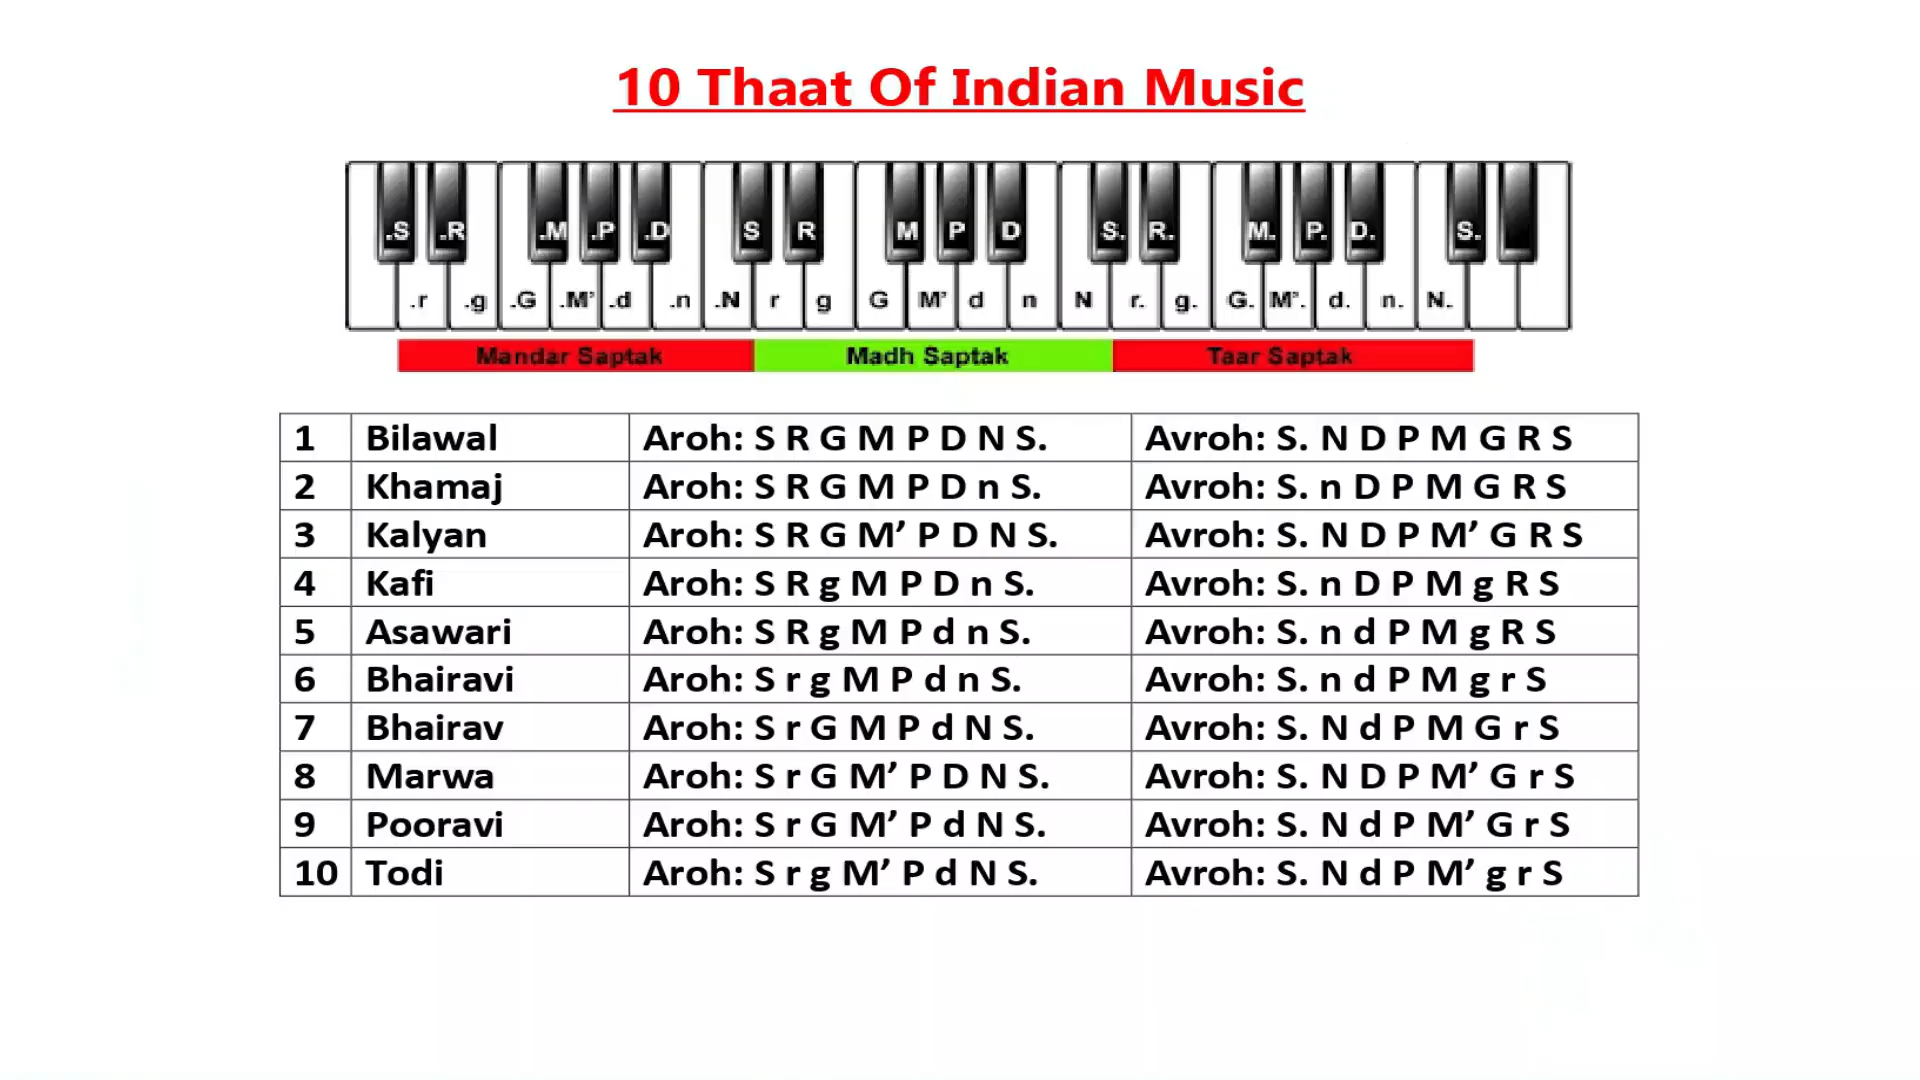 10 Thaat Of Indian Music
.S .R .M .P .D S R M P D S. R. M. P. D. S.
.r .g .G .M' .d .n .N r g G M' d n N r. g. G. M'. d. n. N.
Mandar Saptak Madh Saptak Taar Saptak
1 Bilawal Aroh: S R G M P D N S. Avroh: S. N D P M G R S
2 Khamaj Aroh: S R G M P D n S. Avroh: S. n D P M G R S
3 Kalyan Aroh: S R G M’ P D N S. Avroh: S. N D P M’ G R S
4 Kafi Aroh: S R g M P D n S. Avroh: S. n D P M g R S
5 Asawari Aroh: S R g M P d n S. Avroh: S. n d P M g R S
6 Bhairavi Aroh: S r g M P d n S. Avroh: S. n d P M g r S
7 Bhairav Aroh: S r G M P d N S. Avroh: S. N d P M G r S
8 Marwa Aroh: S r G M’ P D N S. Avroh: S. N D P M’ G r S
9 Pooravi Aroh: S r G M’ P d N S. Avroh: S. N d P M’ G r S
10 Todi Aroh: S r g M’ P d N S. Avroh: S. N d P M’ g r S